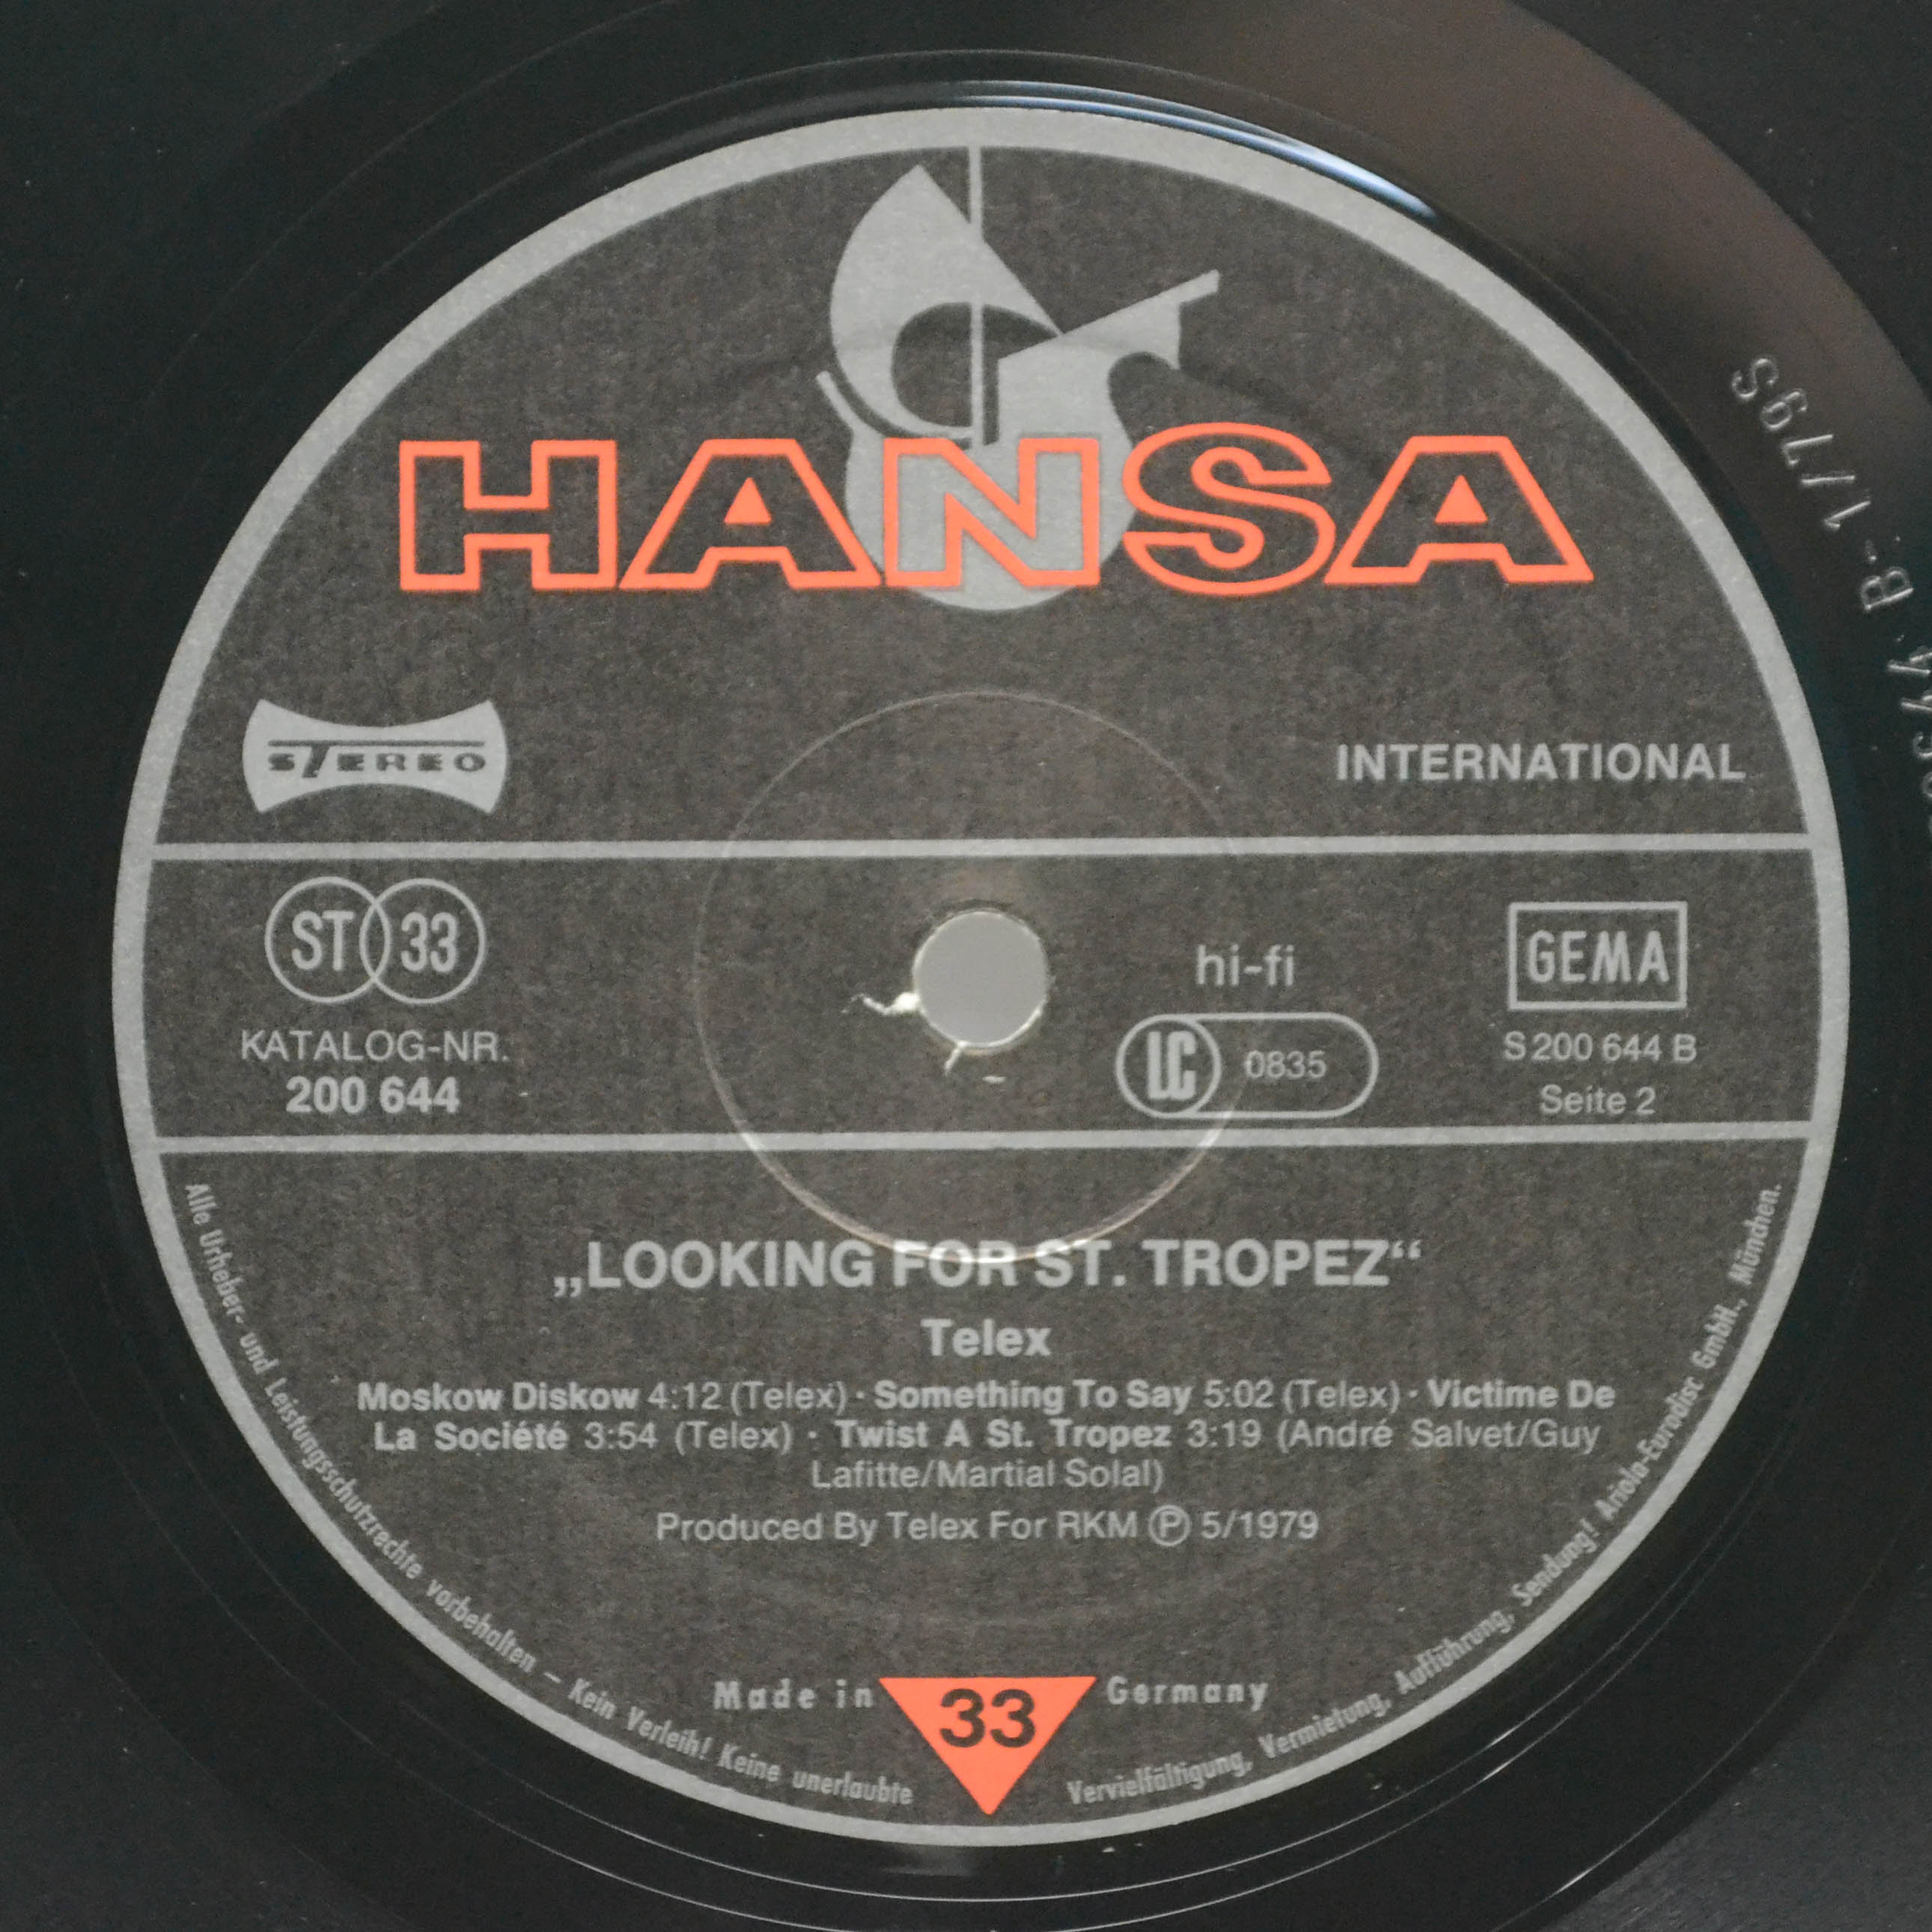 HANSA
STEREO
INTERNATIONAL
ST 33
hi-fi
GEMA
KATALOG-NR.
200 644
LC 0835
S 200 644 B
Seite 2
„LOOKING FOR ST. TROPEZ“
Telex
Moskow Diskow 4:12 (Telex) · Something To Say 5:02 (Telex) · Victime De
La Société 3:54 (Telex) · Twist A St. Tropez 3:19 (André Salvet/Guy
Lafitte/Martial Solal)
Produced By Telex For RKM Ⓟ 5/1979
Made in 33 Germany
Alle Urheber- und Leistungsschutzrechte vorbehalten – Kein Verleih! Keine unerlaubte Vervielfältigung, Vermietung, Aufführung, Sendung! Ariola-Eurodisc GmbH., München.
B-1/79S